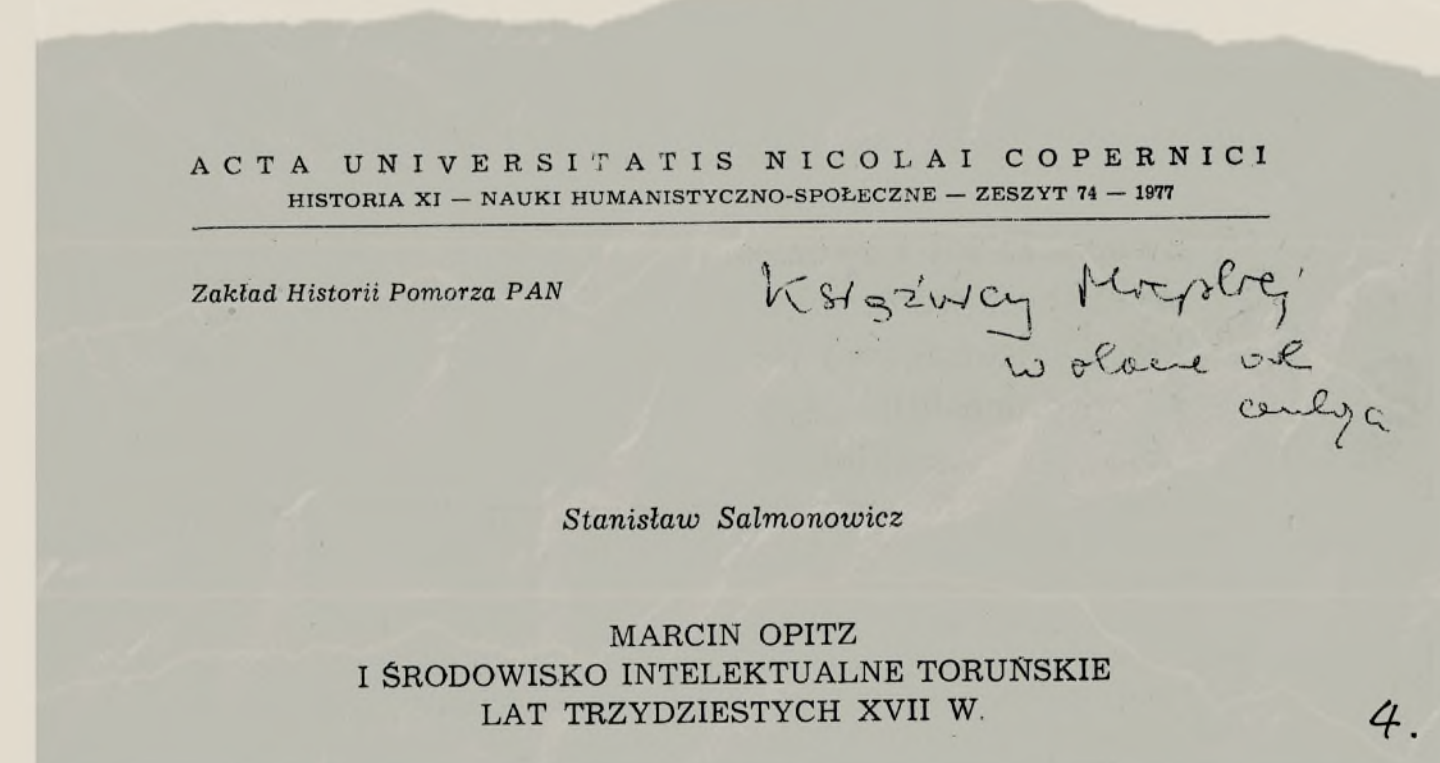 ACTA UNIVERSITATIS NICOLAI COPERNICI
HISTORIA XI — NAUKI HUMANISTYCZNO-SPOŁECZNE — ZESZYT 74 — 1977
Zakład Historii Pomorza PAN
Książnicy Miejskiej
w darze od
autora
Stanisław Salmonowicz
MARCIN OPITZ
I ŚRODOWISKO INTELEKTUALNE TORUŃSKIE
LAT TRZYDZIESTYCH XVII W.
4.